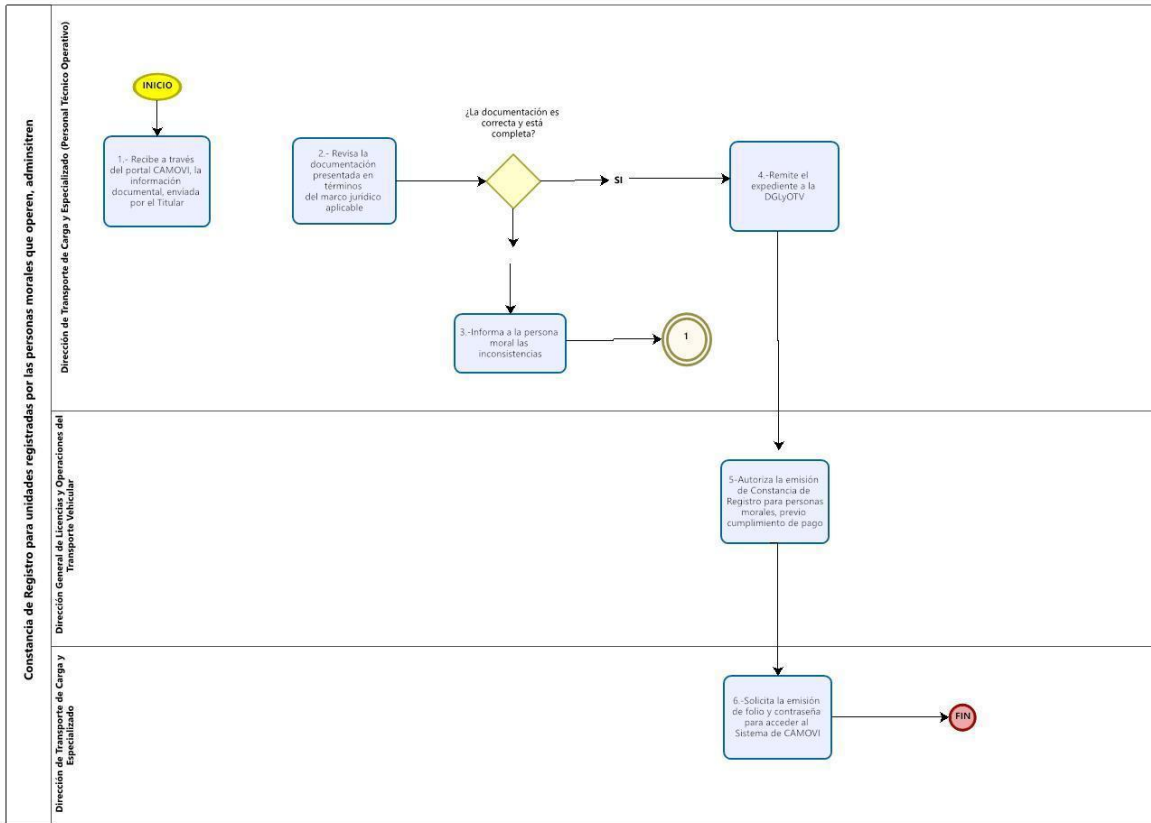 Constancia de Registro para unidades registradas por las personas morales que operen, adminsitren
Dirección de Transporte de Carga y Especializado (Personal Técnico Operativo)
INICIO
1.- Recibe a través
del portal CAMOVI, la
información
documental, enviada
por el Titular
2.- Revisa la
documentación
presentada en
términos
del marco jurídico
aplicable
¿La documentación es
correcta y está
completa?
SI
4.-Remite el
expediente a la
DGLyOTV
3.-Informa a la persona
moral las
inconsistencias
1
Dirección General de Licencias y Operaciones del
Transporte Vehicular
5-Autoriza la emisión
de Constancia de
Registro para personas
morales, previo
cumplimiento de pago
Dirección de Transporte de Carga y
Especializado
6.-Solicita la emisión
de folio y contraseña
para acceder al
Sistema de CAMOVI
FIN